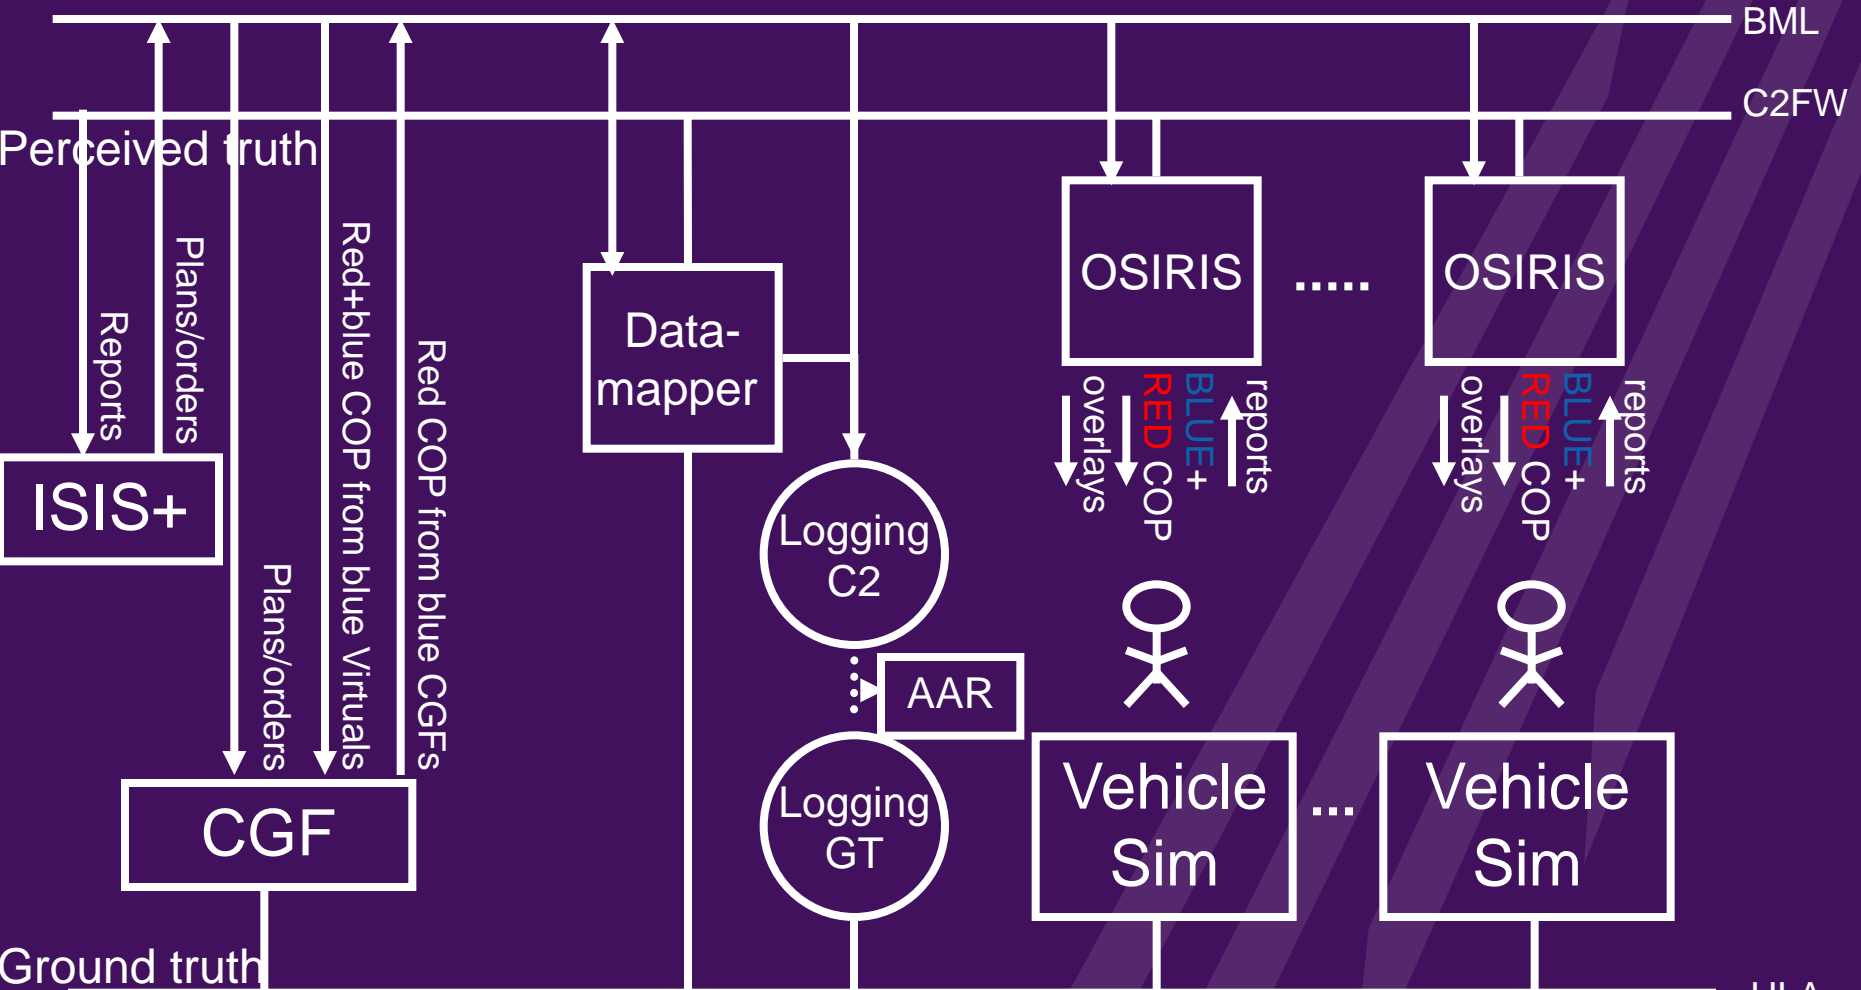 BML
C2FW
Perceived truth
Reports
Plans/orders
Plans/orders
Red+blue COP from blue Virtuals
Red COP from blue CGFs
ISIS+
CGF
Data-
mapper
Logging
C2
AAR
Logging
GT
OSIRIS
.....
OSIRIS
overlays
BLUE+
RED COP
reports
overlays
BLUE+
RED COP
reports
Vehicle
Sim
...
Vehicle
Sim
Ground truth
HLA